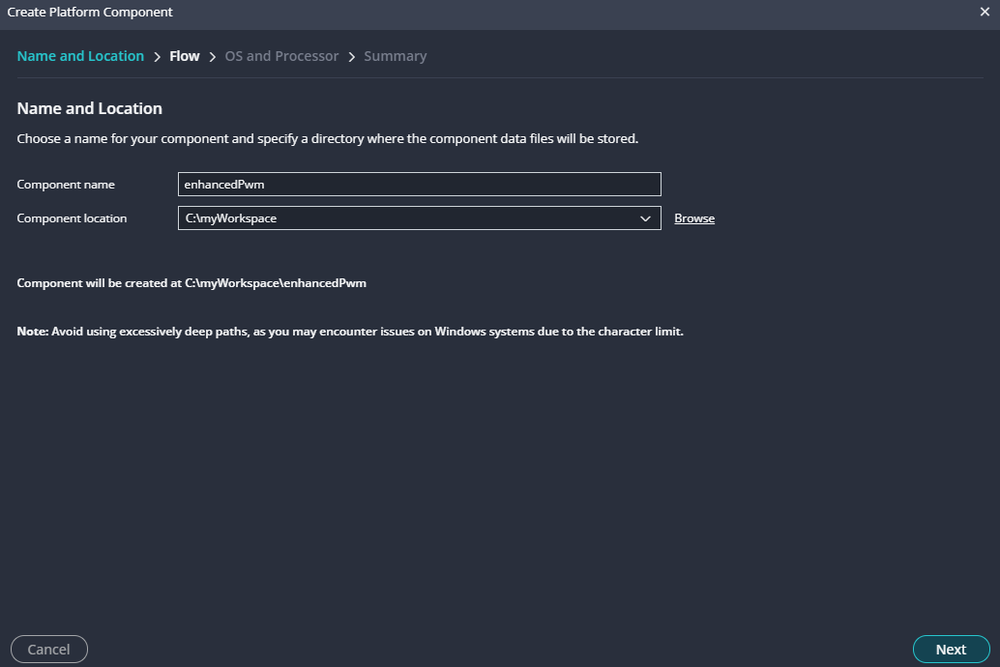 Create Platform Component
Name and Location > Flow > OS and Processor > Summary
Name and Location
Choose a name for your component and specify a directory where the component data files will be stored.
Component name enhancedPwm
Component location C:\myWorkspace Browse
Component will be created at C:\myWorkspace\enhancedPwm
Note: Avoid using excessively deep paths, as you may encounter issues on Windows systems due to the character limit.
Cancel Next